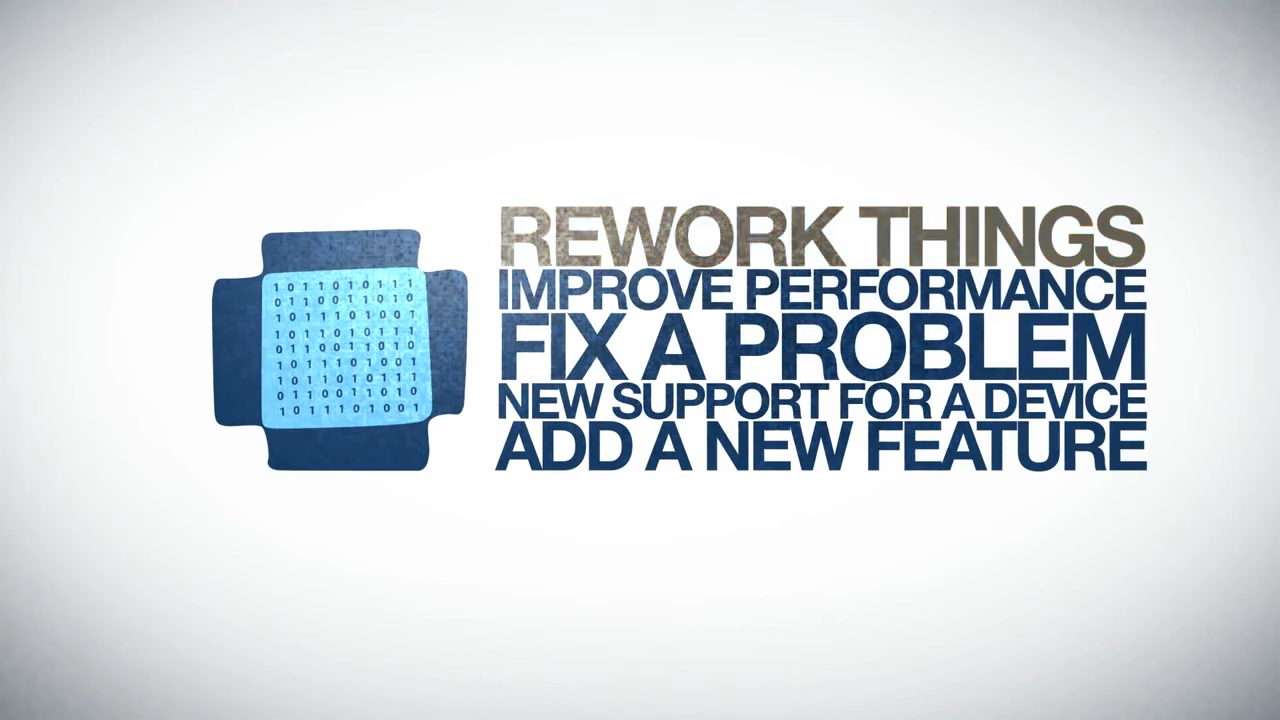 REWORK THINGS
IMPROVE PERFORMANCE
FIX A PROBLEM
NEW SUPPORT FOR A DEVICE
ADD A NEW FEATURE